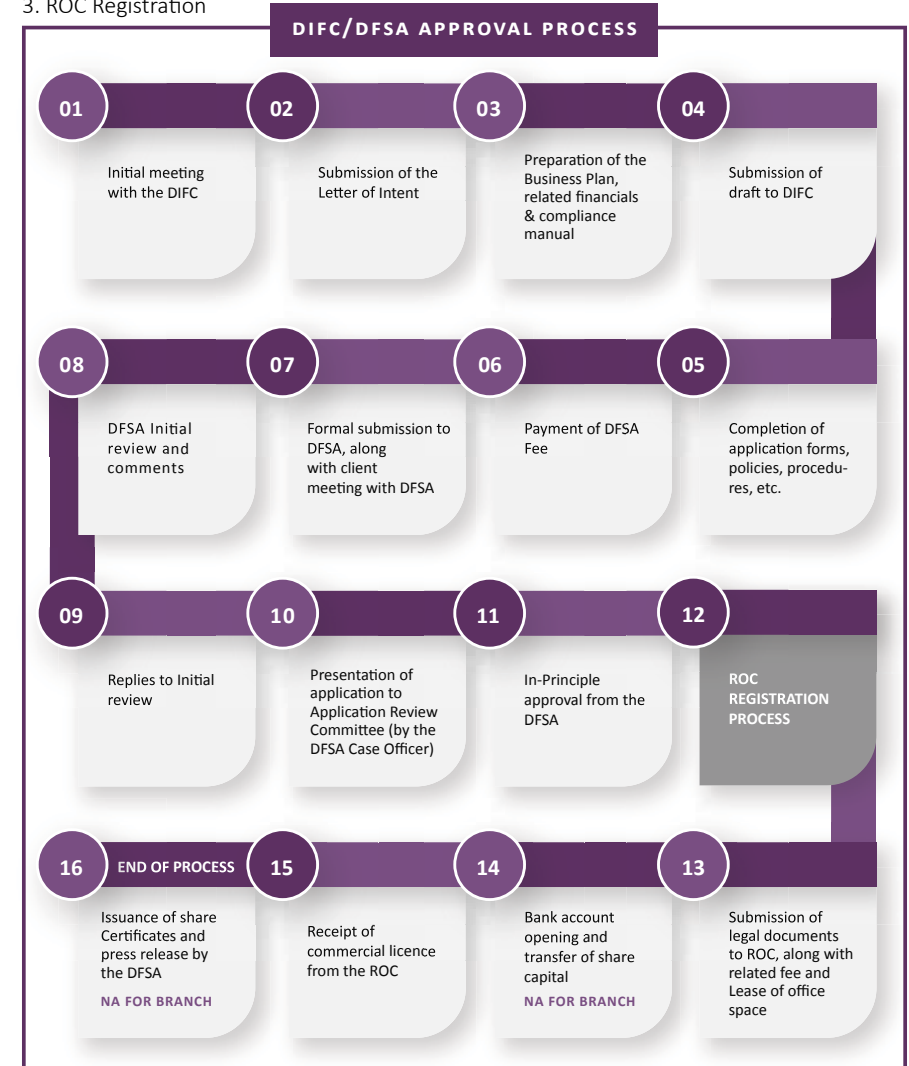 3. ROC Registration
DIFC/DFSA APPROVAL PROCESS
01
Initial meeting
with the DIFC
02
Submission of the
Letter of Intent
03
Preparation of the
Business Plan,
related financials
& compliance
manual
04
Submission of
draft to DIFC
05
Completion of
application forms,
policies, procedu-
res, etc.
06
Payment of DFSA
Fee
07
Formal submission to
DFSA, along
with client
meeting with DFSA
08
DFSA Initial
review and
comments
09
Replies to Initial
review
10
Presentation of
application to
Application Review
Committee (by the
DFSA Case Officer)
11
In-Principle
approval from the
DFSA
12
ROC
REGISTRATION
PROCESS
13
Submission of
legal documents
to ROC, along with
related fee and
Lease of office
space
14
Bank account
opening and
transfer of share
capital
NA FOR BRANCH
15
Receipt of
commercial licence
from the ROC
16
END OF PROCESS
Issuance of share
Certificates and
press release by
the DFSA
NA FOR BRANCH